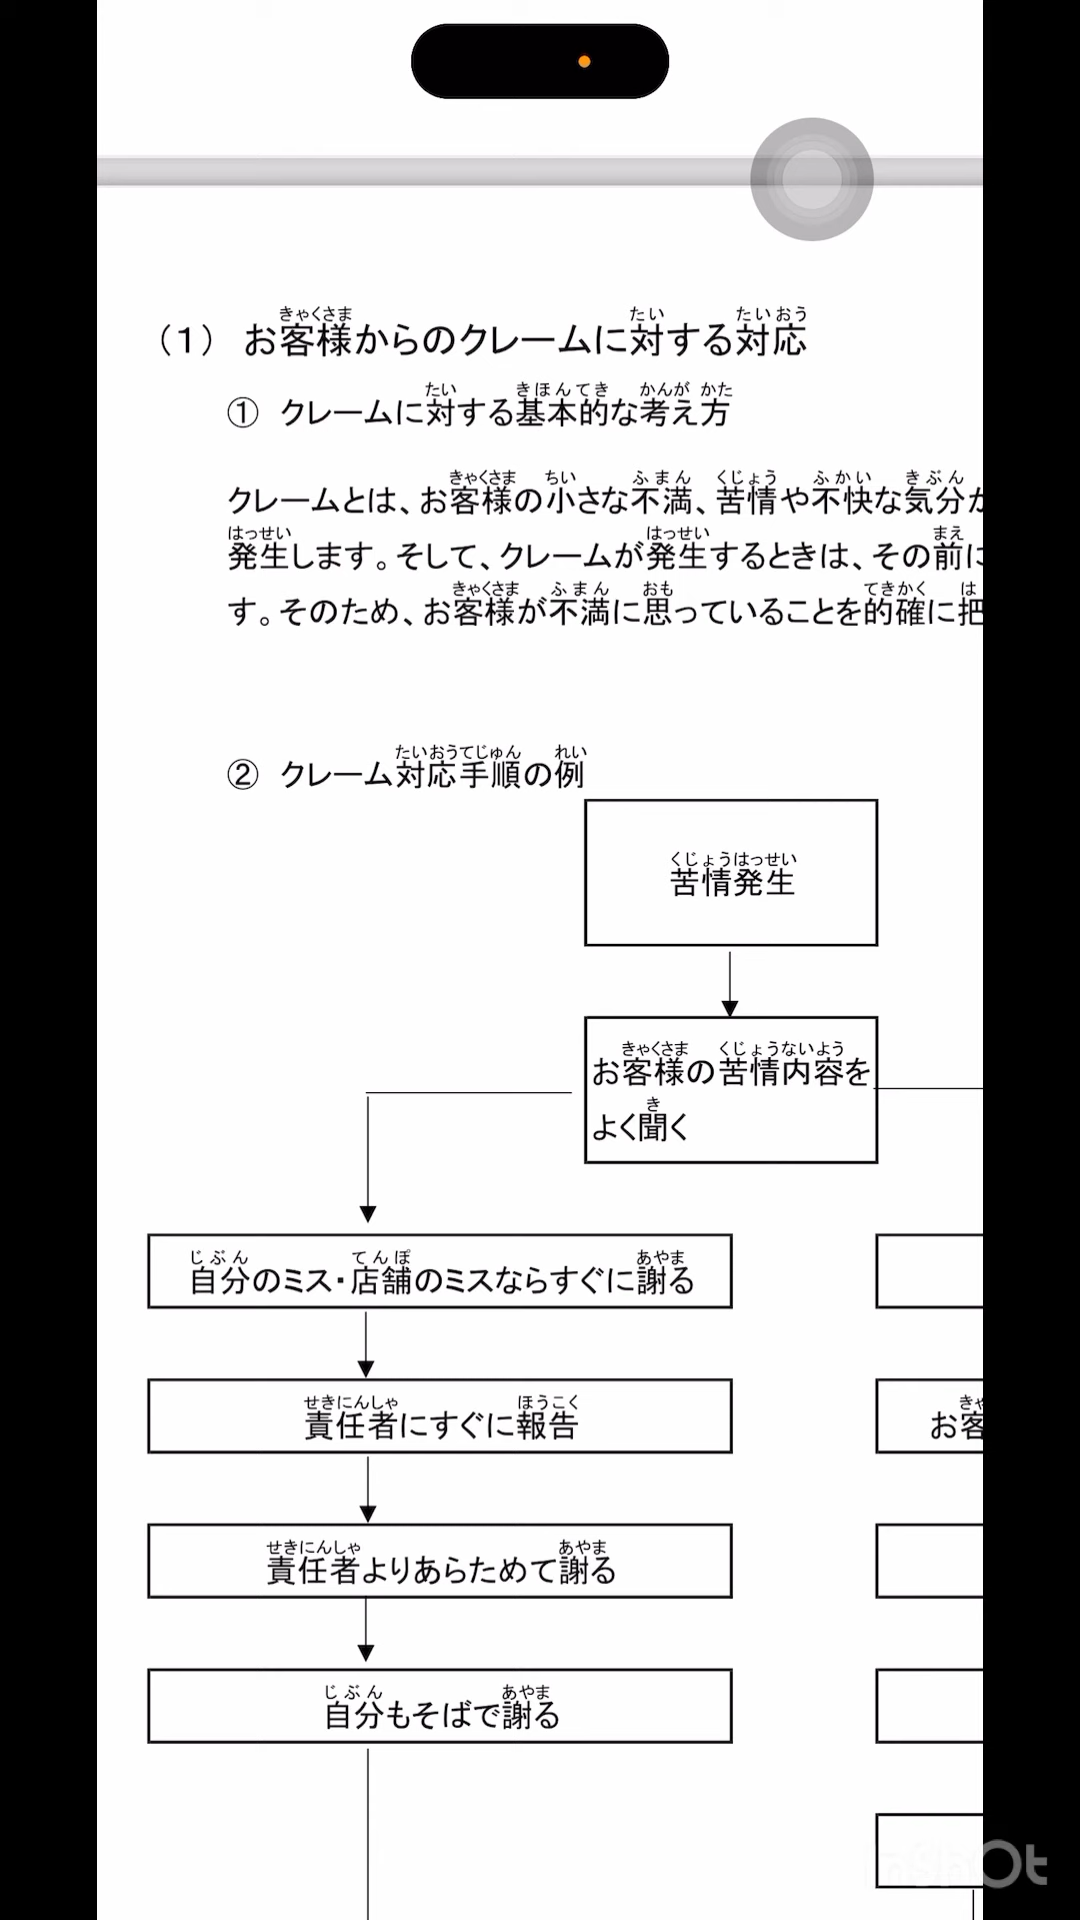 （１） お客様からのクレームに対する対応
① クレームに対する基本的な考え方
クレームとは、お客様の小さな不満、苦情や不快な気分
発生します。そして、クレームが発生するときは、その前に
す。そのため、お客様が不満に思っていることを的確に把
② クレーム対応手順の例
苦情発生
お客様の苦情内容を
よく聞く
自分のミス・店舗のミスならすぐに謝る
責任者にすぐに報告
お客
責任者よりあらためて謝る
自分もそばで謝る